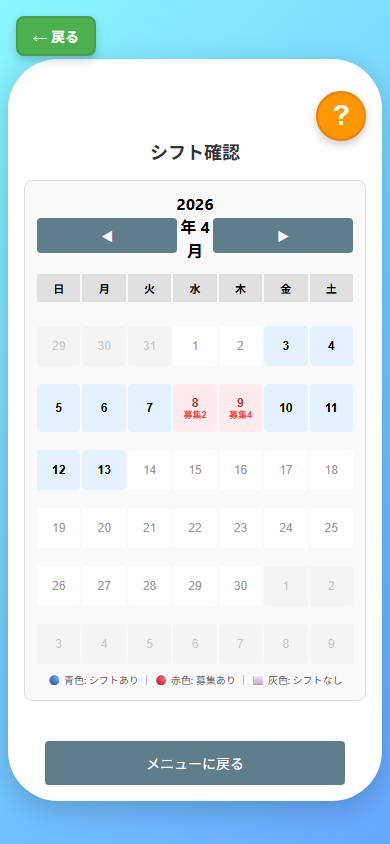 ← 戻る
?
シフト確認
2026
年 4
月
◀
▶
日 月 火 水 木 金 土
29 30 31 1 2 3 4
5 6 7 8 9 10 11
募集2 募集4
12 13 14 15 16 17 18
19 20 21 22 23 24 25
26 27 28 29 30 1 2
3 4 5 6 7 8 9
青色: シフトあり | 赤色: 募集あり | 灰色: シフトなし
メニューに戻る